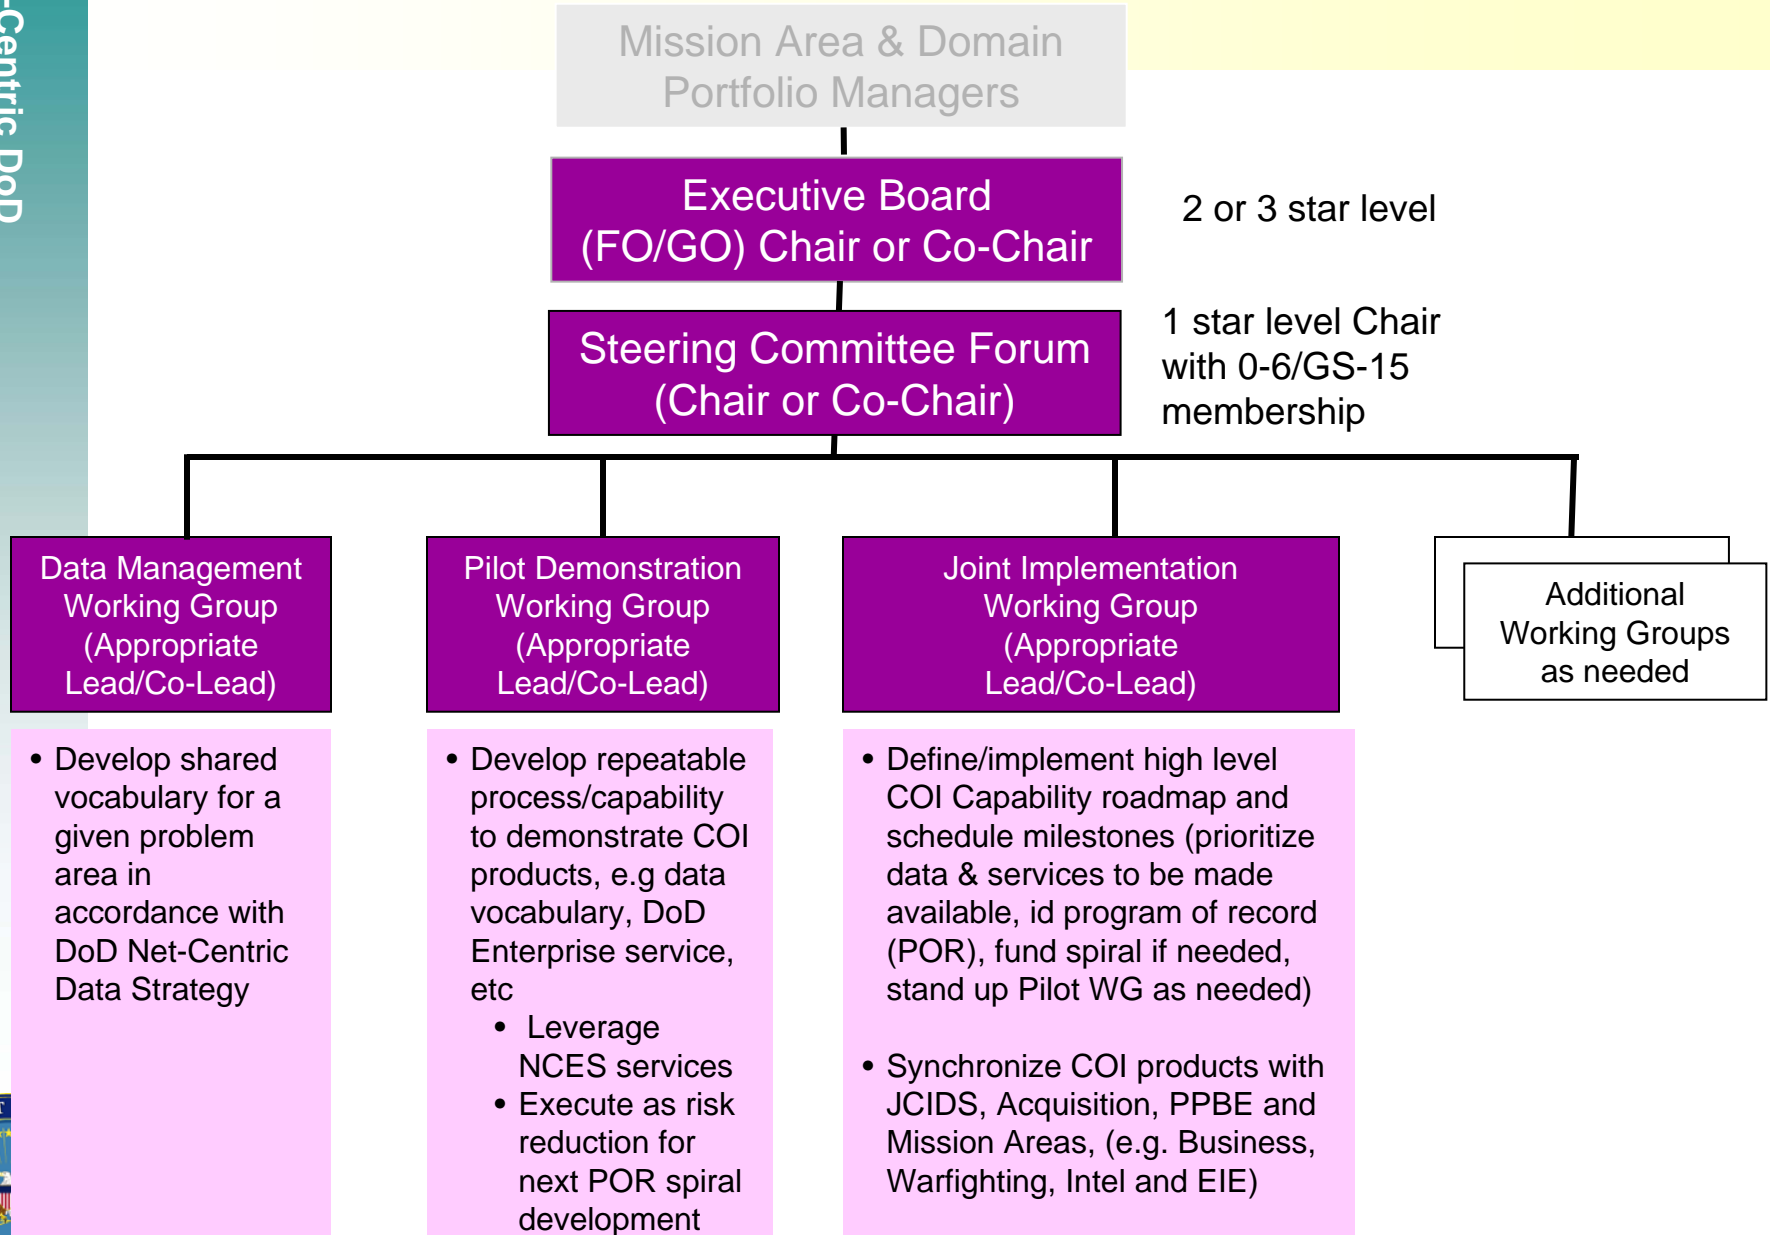 -Centric DoD
Mission Area & Domain
Portfolio Managers
Executive Board
(FO/GO) Chair or Co-Chair
2 or 3 star level
Steering Committee Forum
(Chair or Co-Chair)
1 star level Chair
with 0-6/GS-15
membership
Data Management
Working Group
(Appropriate
Lead/Co-Lead)
Pilot Demonstration
Working Group
(Appropriate
Lead/Co-Lead)
Joint Implementation
Working Group
(Appropriate
Lead/Co-Lead)
Additional
Working Groups
as needed
• Develop shared
vocabulary for a
given problem
area in
accordance with
DoD Net-Centric
Data Strategy
• Develop repeatable
process/capability
to demonstrate COI
products, e.g data
vocabulary, DoD
Enterprise service,
etc
• Leverage
NCES services
• Execute as risk
reduction for
next POR spiral
development
• Define/implement high level
COI Capability roadmap and
schedule milestones (prioritize
data & services to be made
available, id program of record
(POR), fund spiral if needed,
stand up Pilot WG as needed)
• Synchronize COI products with
JCIDS, Acquisition, PPBE and
Mission Areas, (e.g. Business,
Warfighting, Intel and EIE)